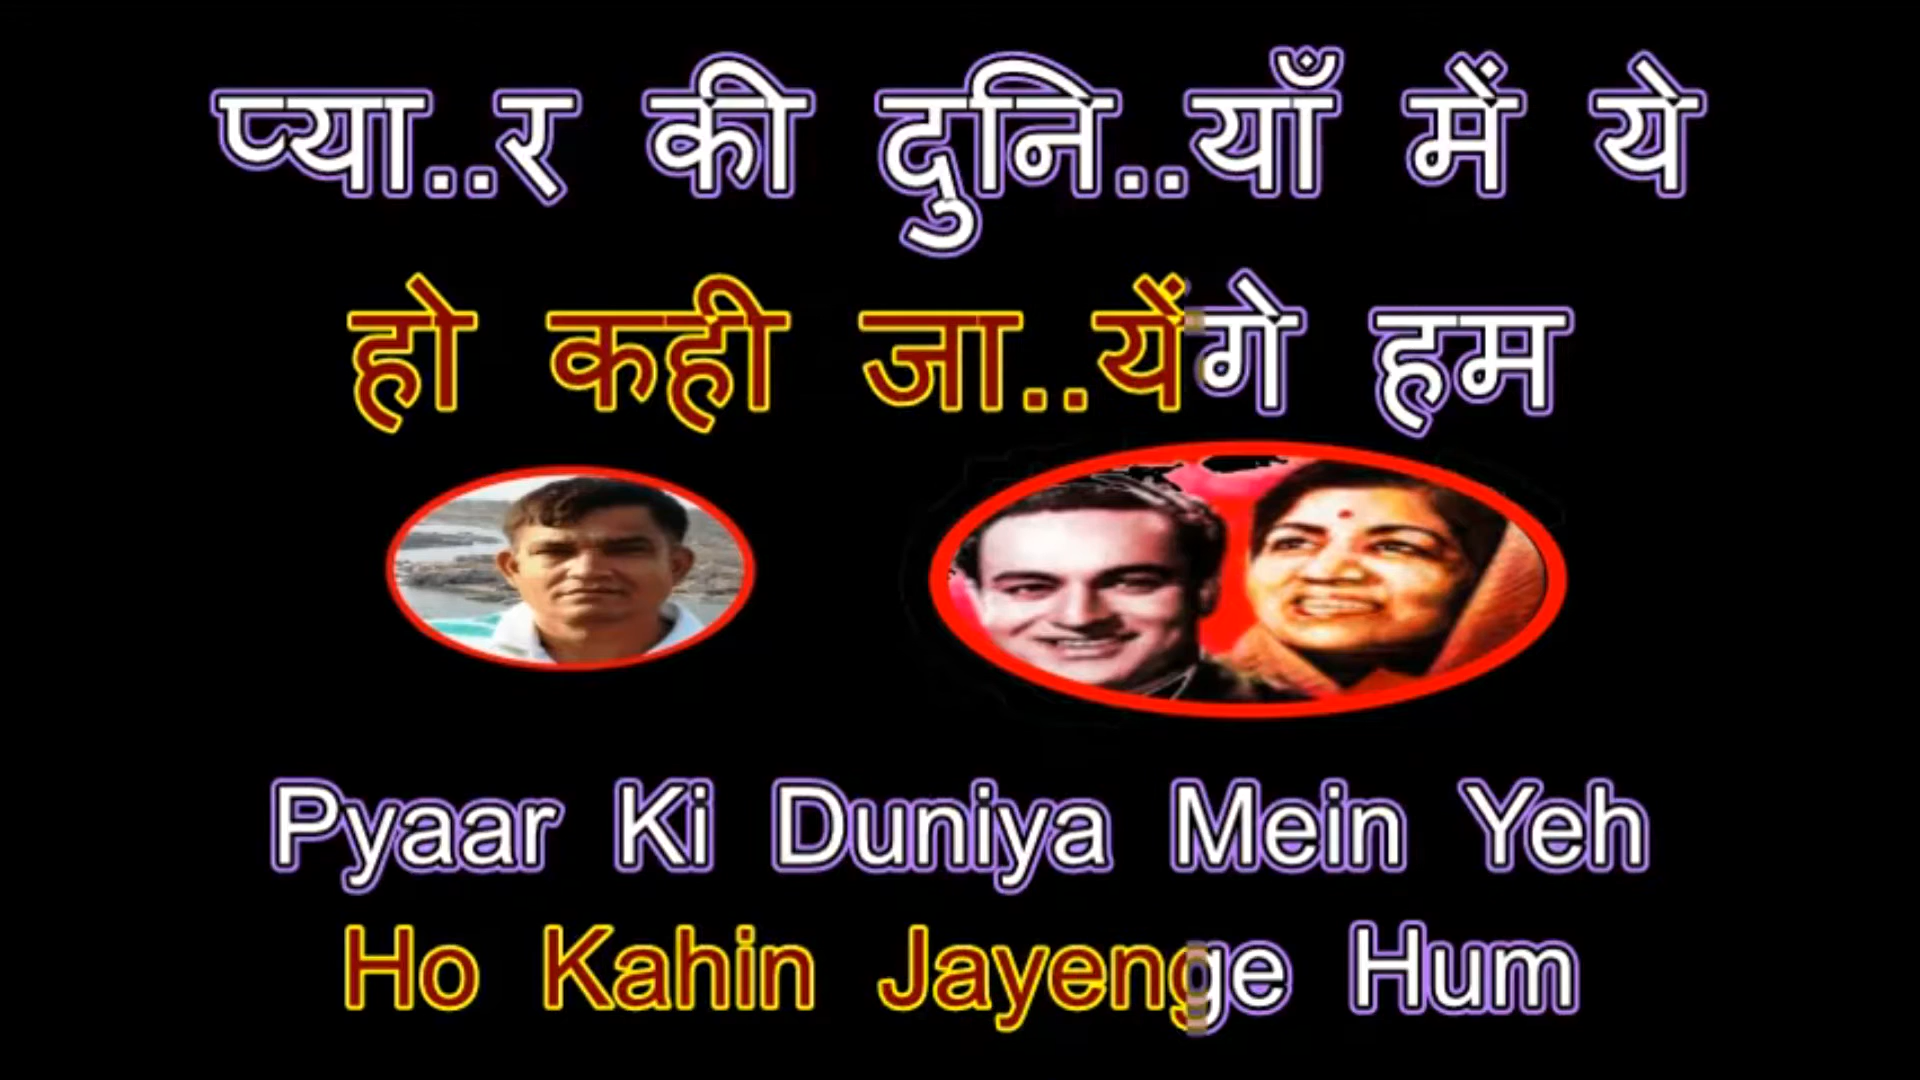 प्या..र की दुनि..याँ में ये
हो कही जा..येंगे हम
Pyaar Ki Duniya Mein Yeh
Ho Kahin Jayenge Hum